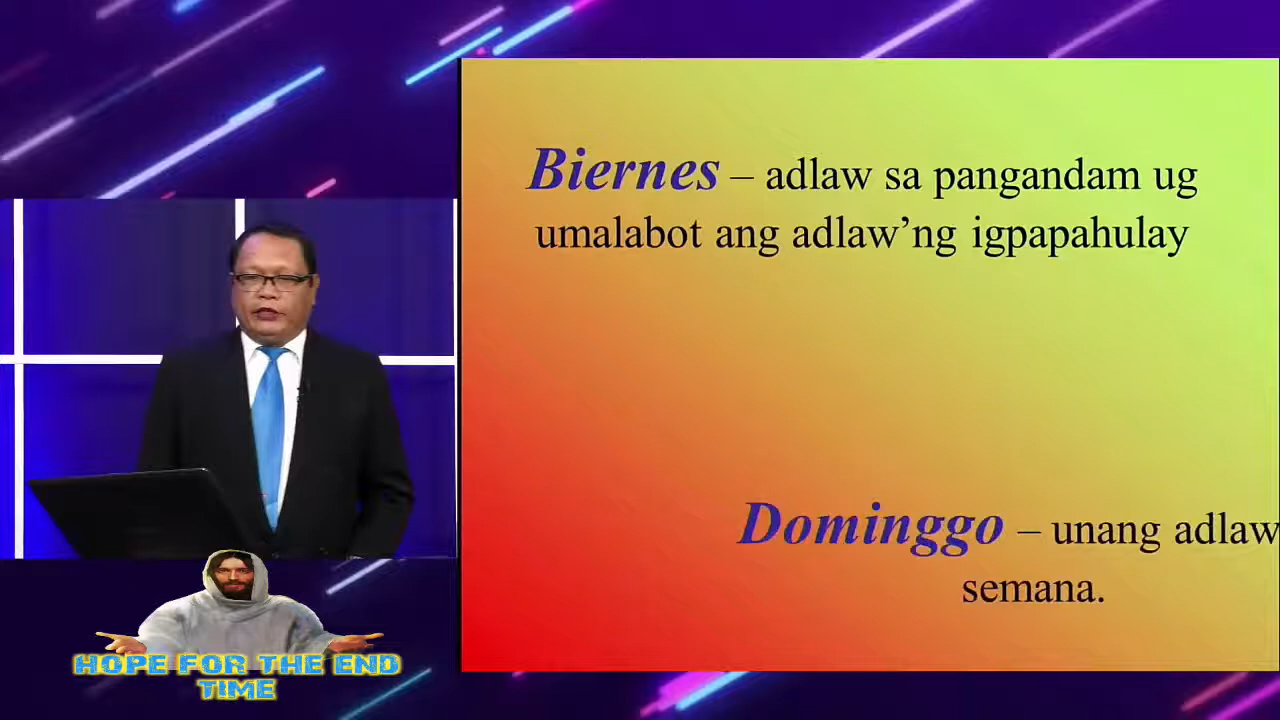 Biernes – adlaw sa pangandam ug
umalabot ang adlaw’ng igpapahulay
Dominggo – unang adlaw
semana.
HOPE FOR THE END
TIME